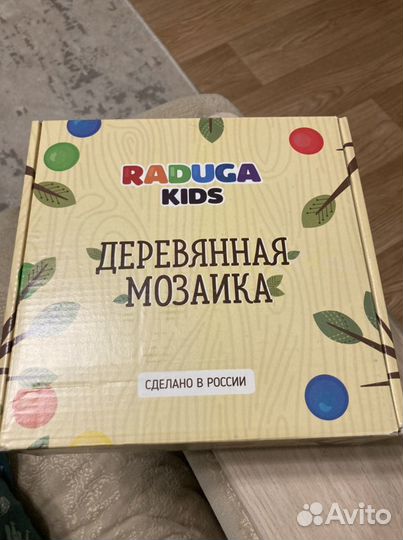 RADUGA
KIDS
ДЕРЕВЯННАЯ
МОЗАИКА
СДЕЛАНО В РОССИИ
Avito